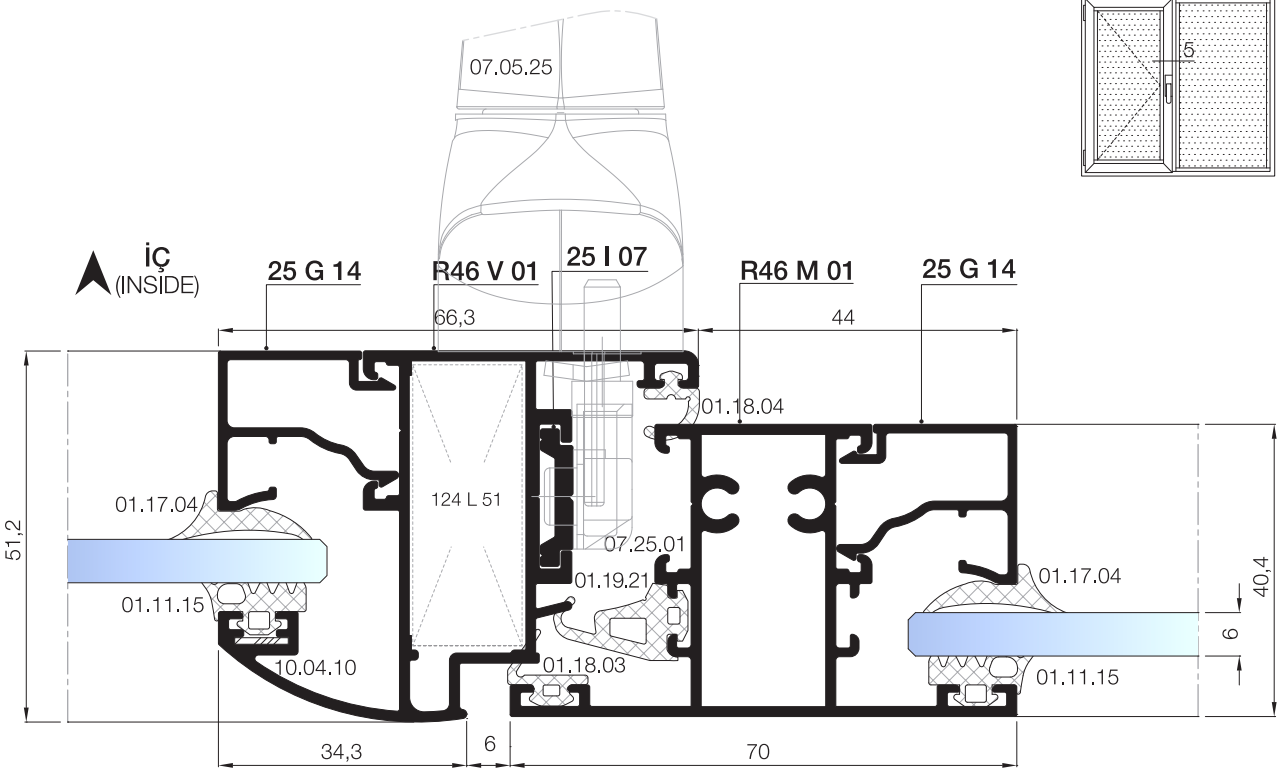 07.05.25
5
İÇ
(INSIDE)
25 G 14
R46 V 01
25 I 07
R46 M 01
25 G 14
66,3
44
01.18.04
01.17.04
124 L 51
51,2
07.25.01
01.19.21
01.17.04
40,4
01.11.15
6
10.04.10
01.18.03
01.11.15
34,3
6
70